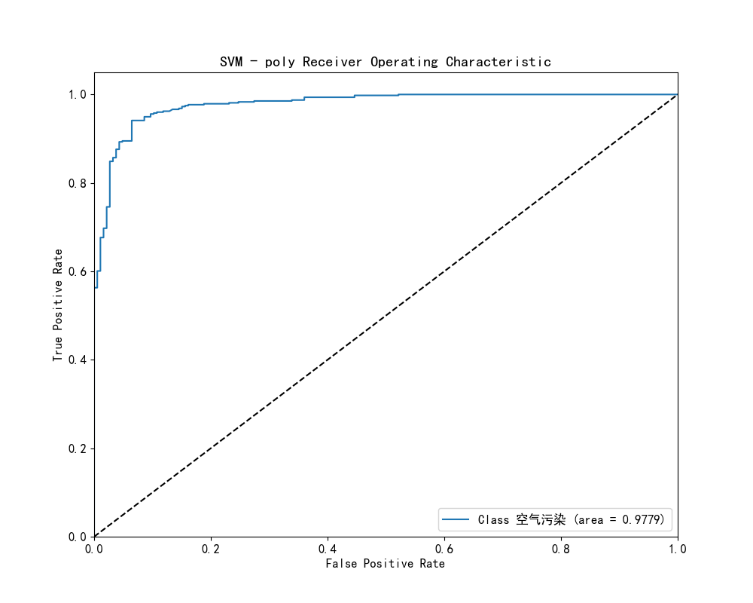 SVM - poly Receiver Operating Characteristic
1.0
0.8
0.6
0.4
0.2
0.0
True Positive Rate
Class 空气污染 (area = 0.9779)
0.0 0.2 0.4 0.6 0.8 1.0
False Positive Rate